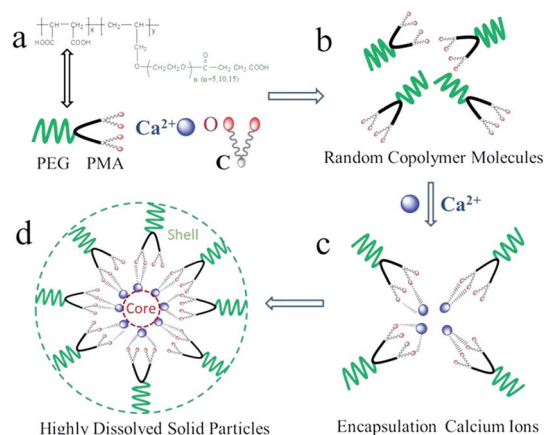 a
x
y
HOOC
COOH
O
O
O
COOH
n (n=5,10,15)
PEG PMA
Ca2+
O
C
b
Random Copolymer Molecules
Ca2+
d
Shell
Core
Highly Dissolved Solid Particles
c
Encapsulation Calcium Ions